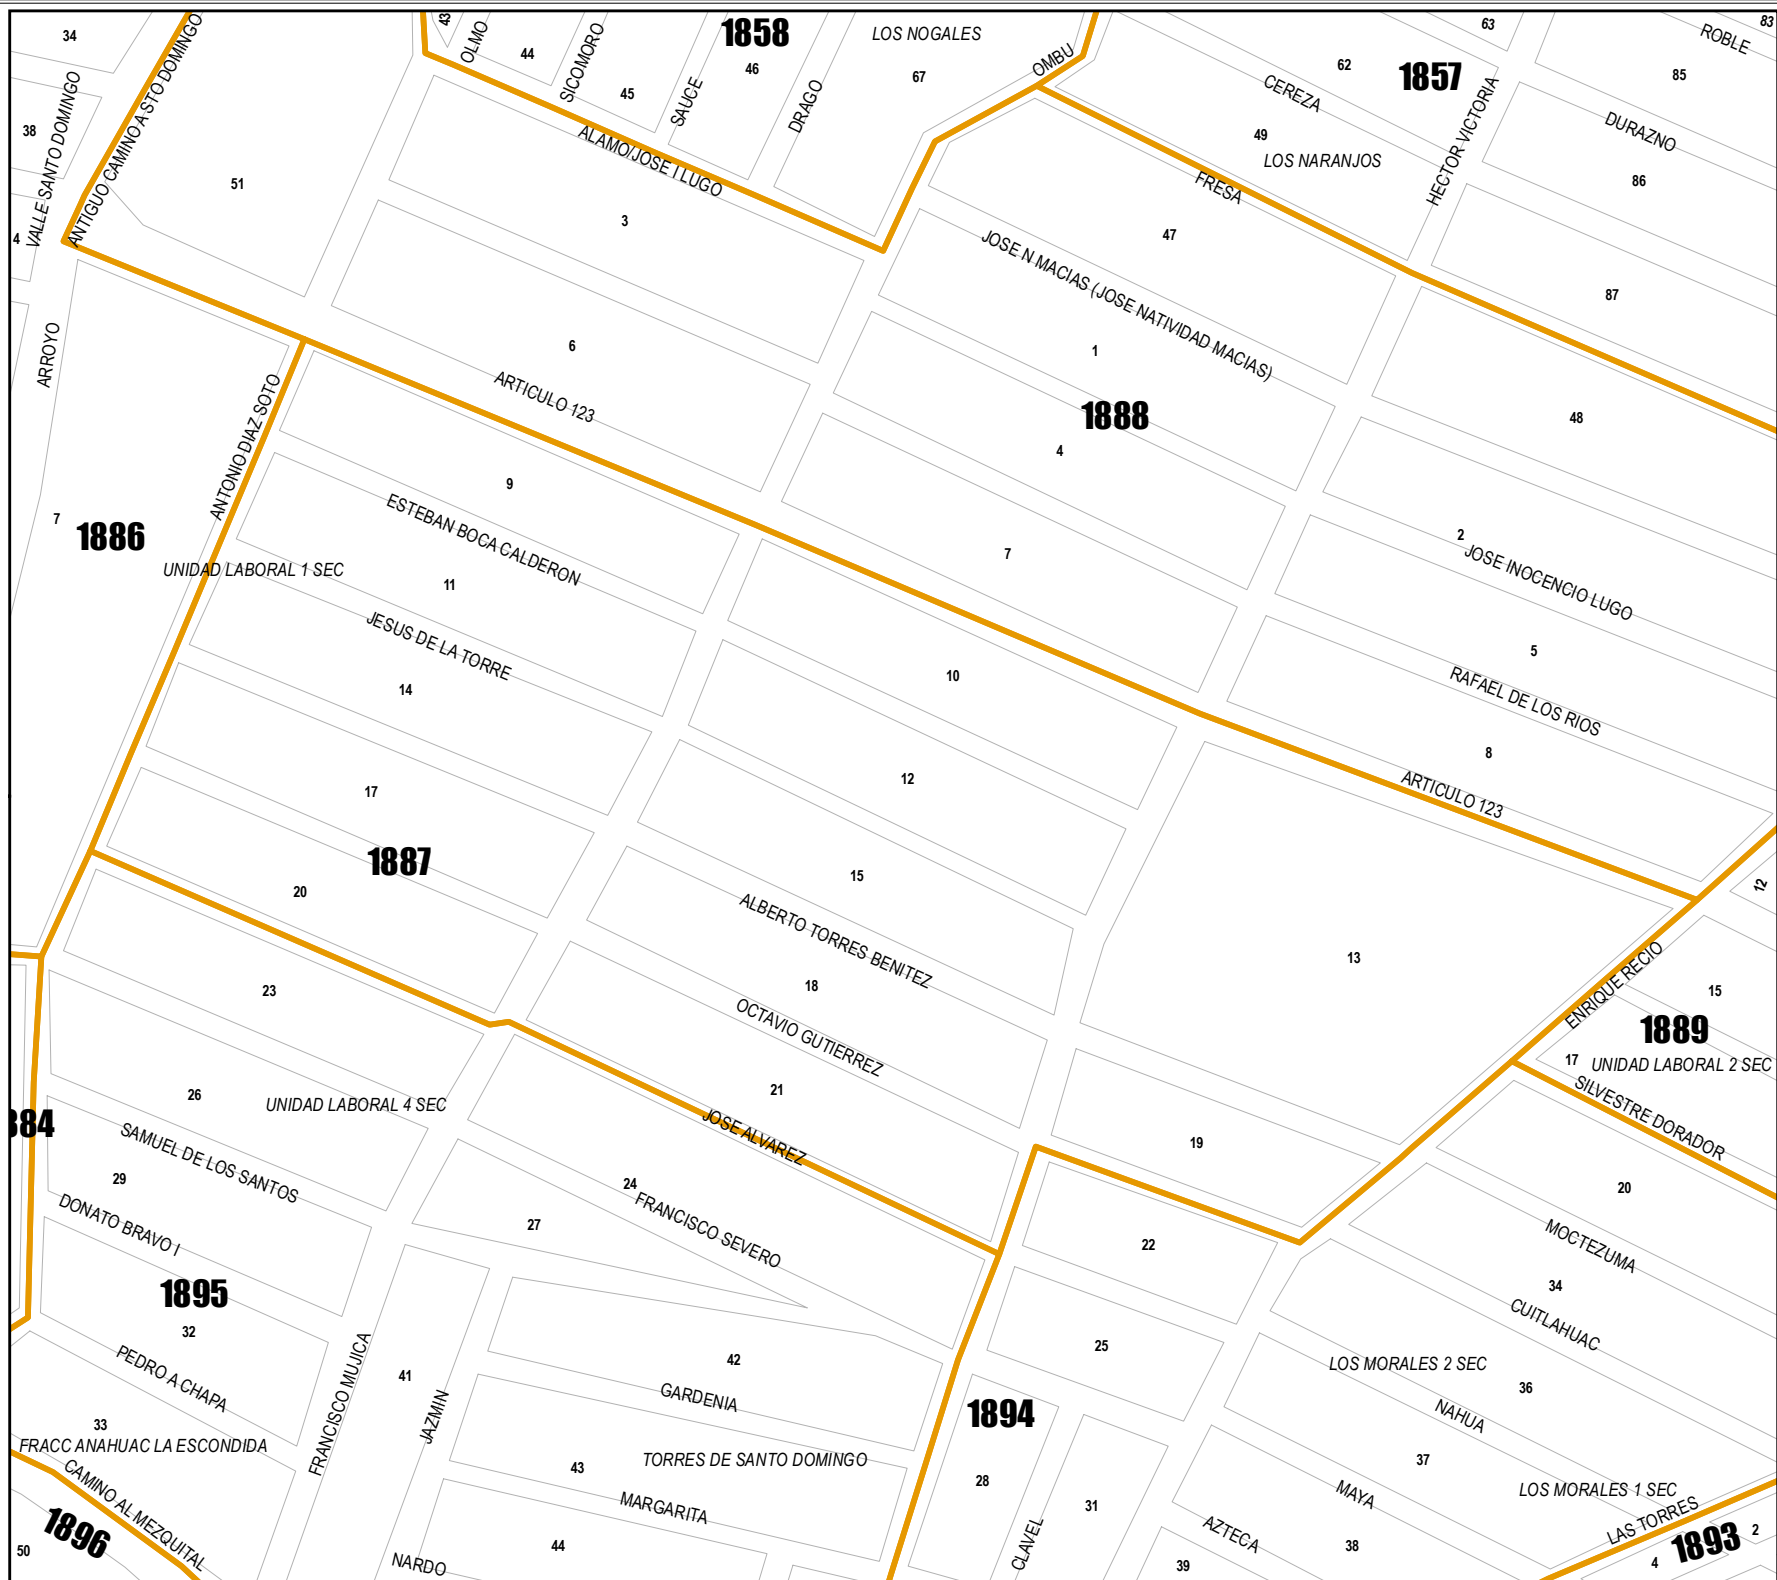 34
43
OLMO
44
SICOMORO
45
1858
46
SAUCE
DRAGO
LOS NOGALES
67
OMBU
62
CEREZA
1857
63
ROBLE
83
85
HECTOR VICTORIA
DURAZNO
86
87
49
LOS NARANJOS
FRESA
38
VALLE SANTO DOMINGO
4
ANTIGUO CAMINO A STO DOMINGO
51
ALAMO/JOSE I LUGO
3
47
JOSE N MACIAS (JOSE NATIVIDAD MACIAS)
1
1888
4
48
ARROYO
6
ARTICULO 123
ANTONIO DIAZ SOTO
9
7
1886
ESTEBAN BOCA CALDERON
UNIDAD LABORAL 1 SEC
11
7
2
JOSE INOCENCIO LUGO
5
JESUS DE LA TORRE
14
10
RAFAEL DE LOS RIOS
8
17
12
ARTICULO 123
1887
20
15
ALBERTO TORRES BENITEZ
13
12
ENRIQUE RECIO
15
1889
23
18
OCTAVIO GUTIERREZ
17
UNIDAD LABORAL 2 SEC
SILVESTRE DORADOR
26
UNIDAD LABORAL 4 SEC
21
JOSE ALVAREZ
19
884
SAMUEL DE LOS SANTOS
29
DONATO BRAVO I
24
FRANCISCO SEVERO
27
22
20
MOCTEZUMA
34
CUITLAHUAC
1895
32
PEDRO A CHAPA
FRANCISCO MUJICA
41
JAZMIN
42
GARDENIA
25
LOS MORALES 2 SEC
36
33
FRACC ANAHUAC LA ESCONDIDA
CAMINO AL MEZQUITAL
1894
NAHUA
37
TORRES DE SANTO DOMINGO
43
MARGARITA
28
31
MAYA
LOS MORALES 1 SEC
LAS TORRES
1896
50
NARDO
44
CLAVEL
AZTECA
39
38
1893
2
4